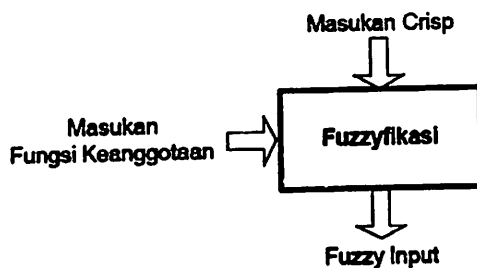 Masukan Crisp
Masukan
Fungsi Keanggotaan
Fuzzyfikasi
Fuzzy Input